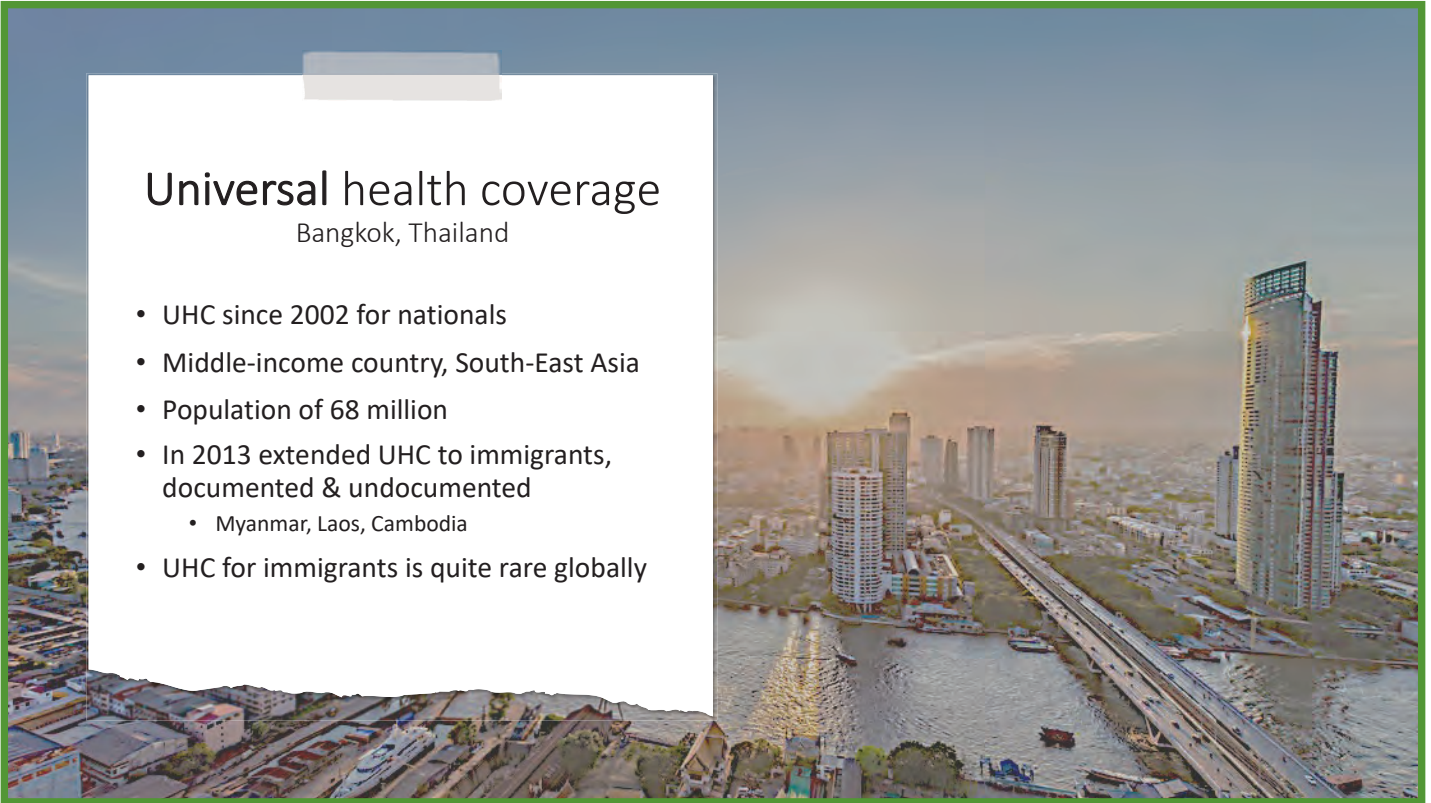 Universal health coverage
Bangkok, Thailand
• UHC since 2002 for nationals
• Middle-income country, South-East Asia
• Population of 68 million
• In 2013 extended UHC to immigrants,
documented & undocumented
• Myanmar, Laos, Cambodia
• UHC for immigrants is quite rare globally